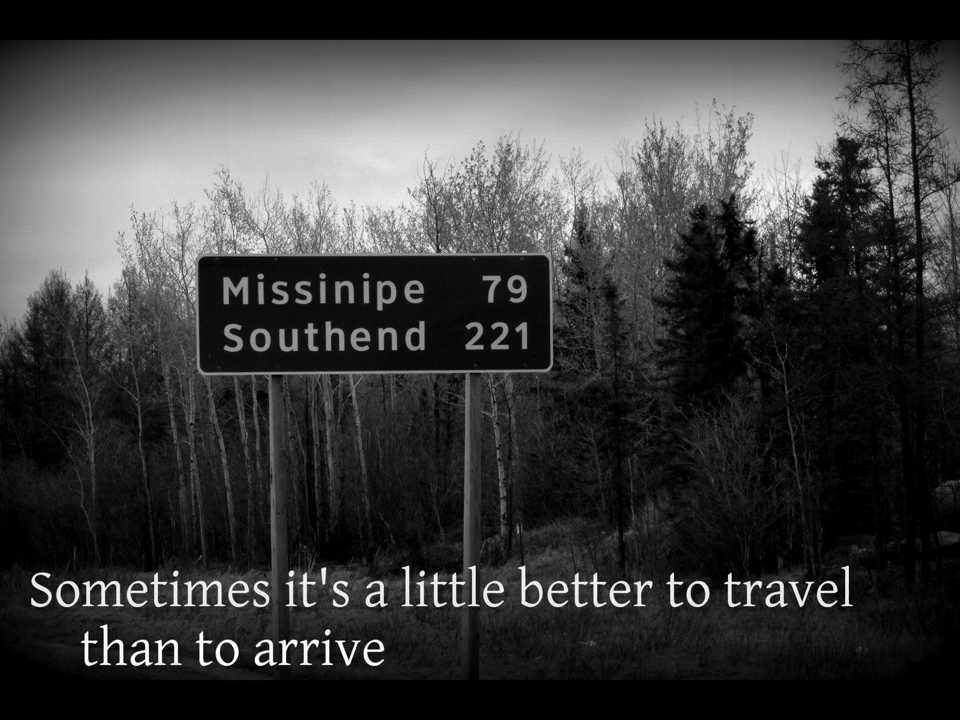 Missinipe 79
Southend 221
Sometimes it's a little better to travel
than to arrive